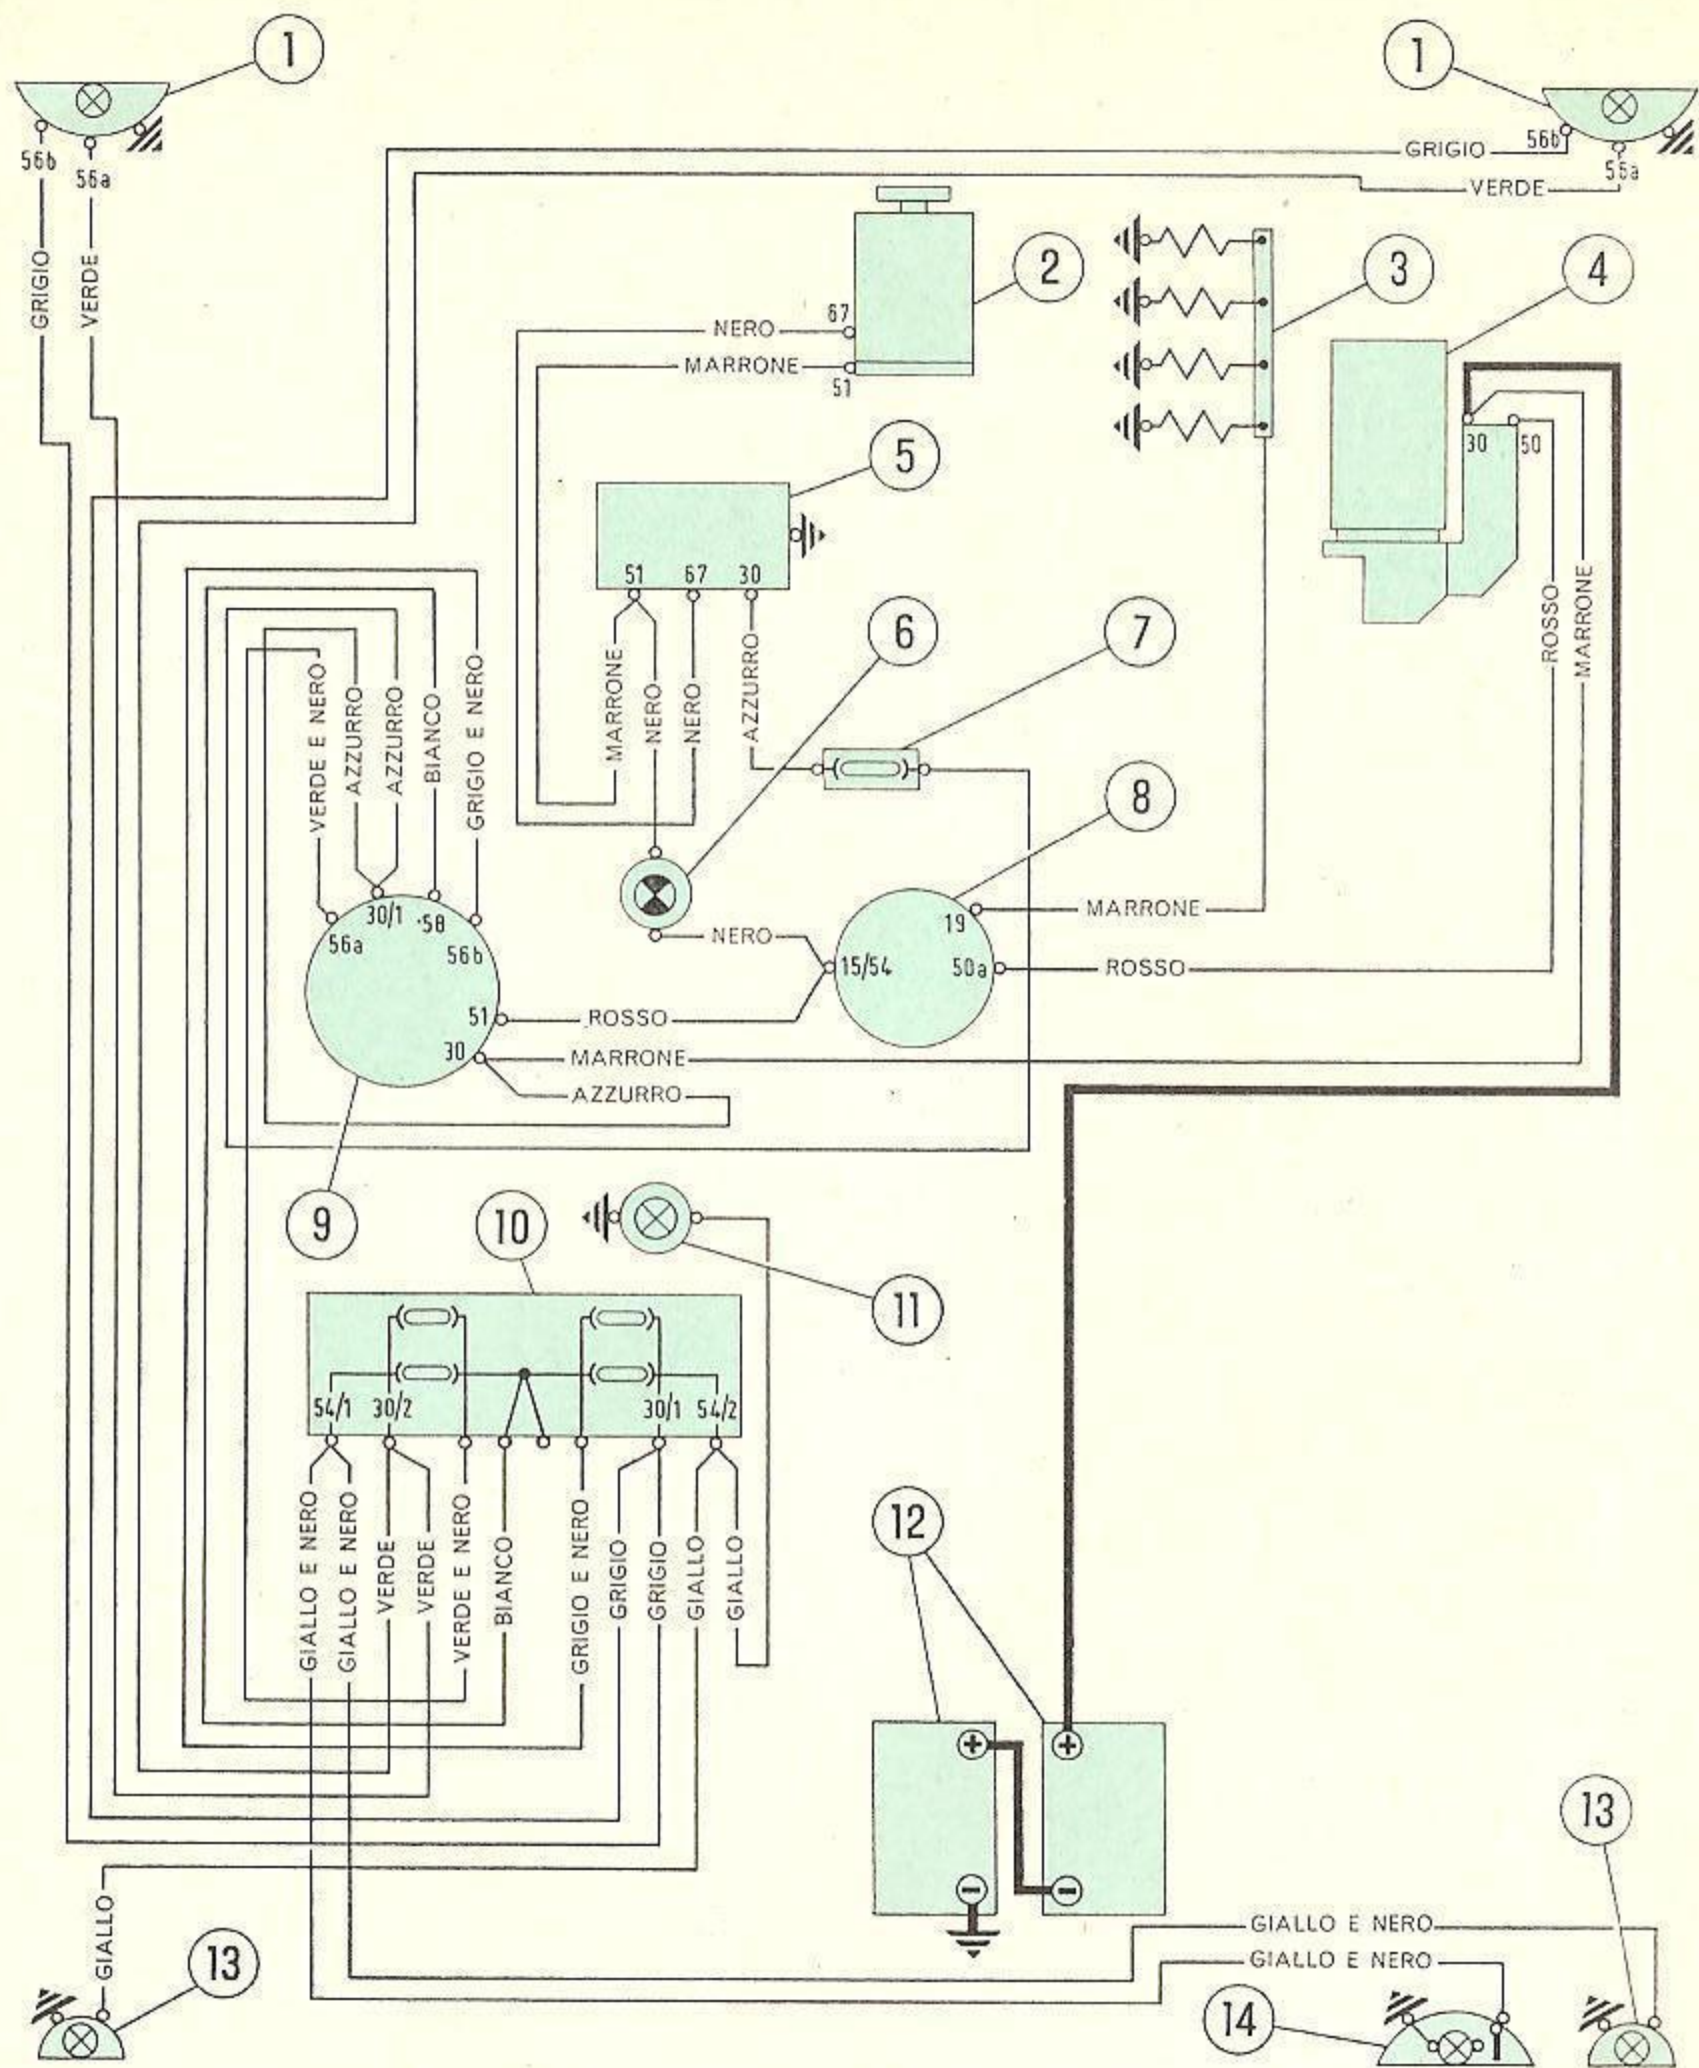 1
1
56b
56a
GRIGIO
VERDE
GRIGIO
56b
VERDE
2
3
4
67
NERO
MARRONE
51
30
50
5
51
67
30
ROSSO
MARRONE
6
7
MARRONE
NERO
NERO
AZZURRO
VERDE E NERO
AZZURRO
AZZURRO
BIANCO
GRIGIO E NERO
8
30/1
58
56a
56b
19
MARRONE
NERO
15/54
50a
ROSSO
51
ROSSO
30
MARRONE
AZZURRO
9
10
11
54/1
30/2
30/1
54/2
GIALLO E NERO
GIALLO E NERO
VERDE
VERDE
VERDE E NERO
BIANCO
GRIGIO E NERO
GRIGIO
GRIGIO
GIALLO
GIALLO
12
+
+
−
−
13
GIALLO
13
GIALLO E NERO
GIALLO E NERO
14